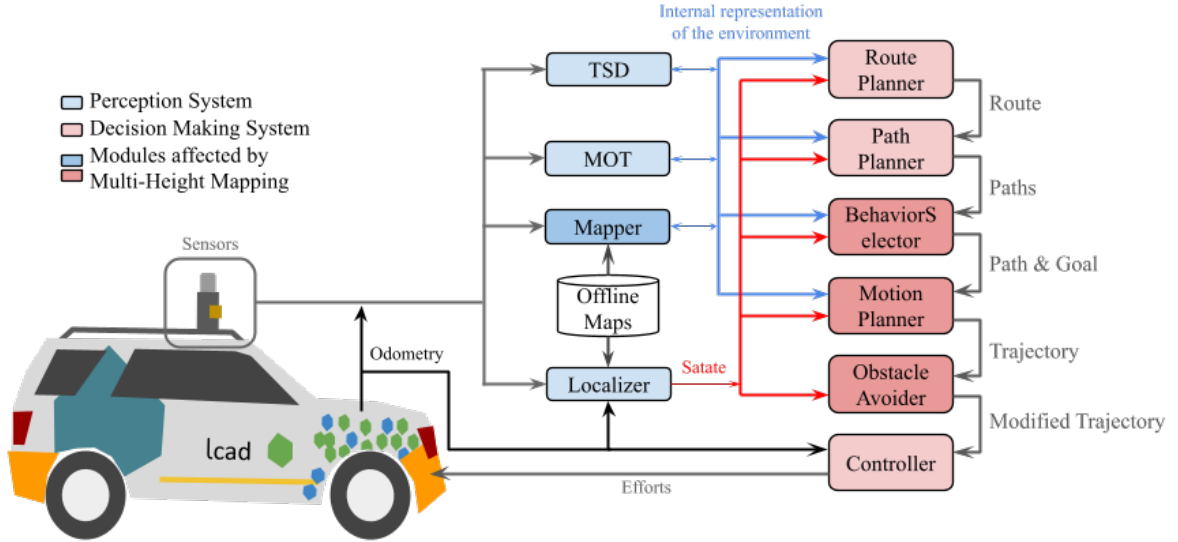 Internal representation
of the environment
TSD
Route
Planner
Perception System
Decision Making System
Modules affected by
Multi-Height Mapping
Route
MOT
Path
Planner
Paths
Sensors
Mapper
BehaviorS
elector
Path & Goal
Offline
Maps
Motion
Planner
Odometry
Trajectory
Localizer
Satate
Obstacle
Avoider
Modified Trajectory
lcad
Controller
Efforts